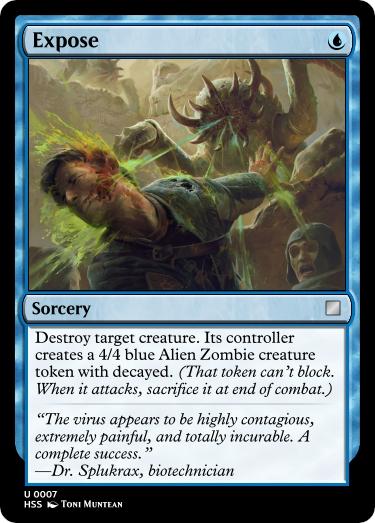 Expose
Sorcery
Destroy target creature. Its controller
creates a 4/4 blue Alien Zombie creature
token with decayed. (That token can't block.
When it attacks, sacrifice it at end of combat.)
“The virus appears to be highly contagious,
extremely painful, and totally incurable. A
complete success.”
—Dr. Splukrax, biotechnician
U 0007
HSS Toni Muntean